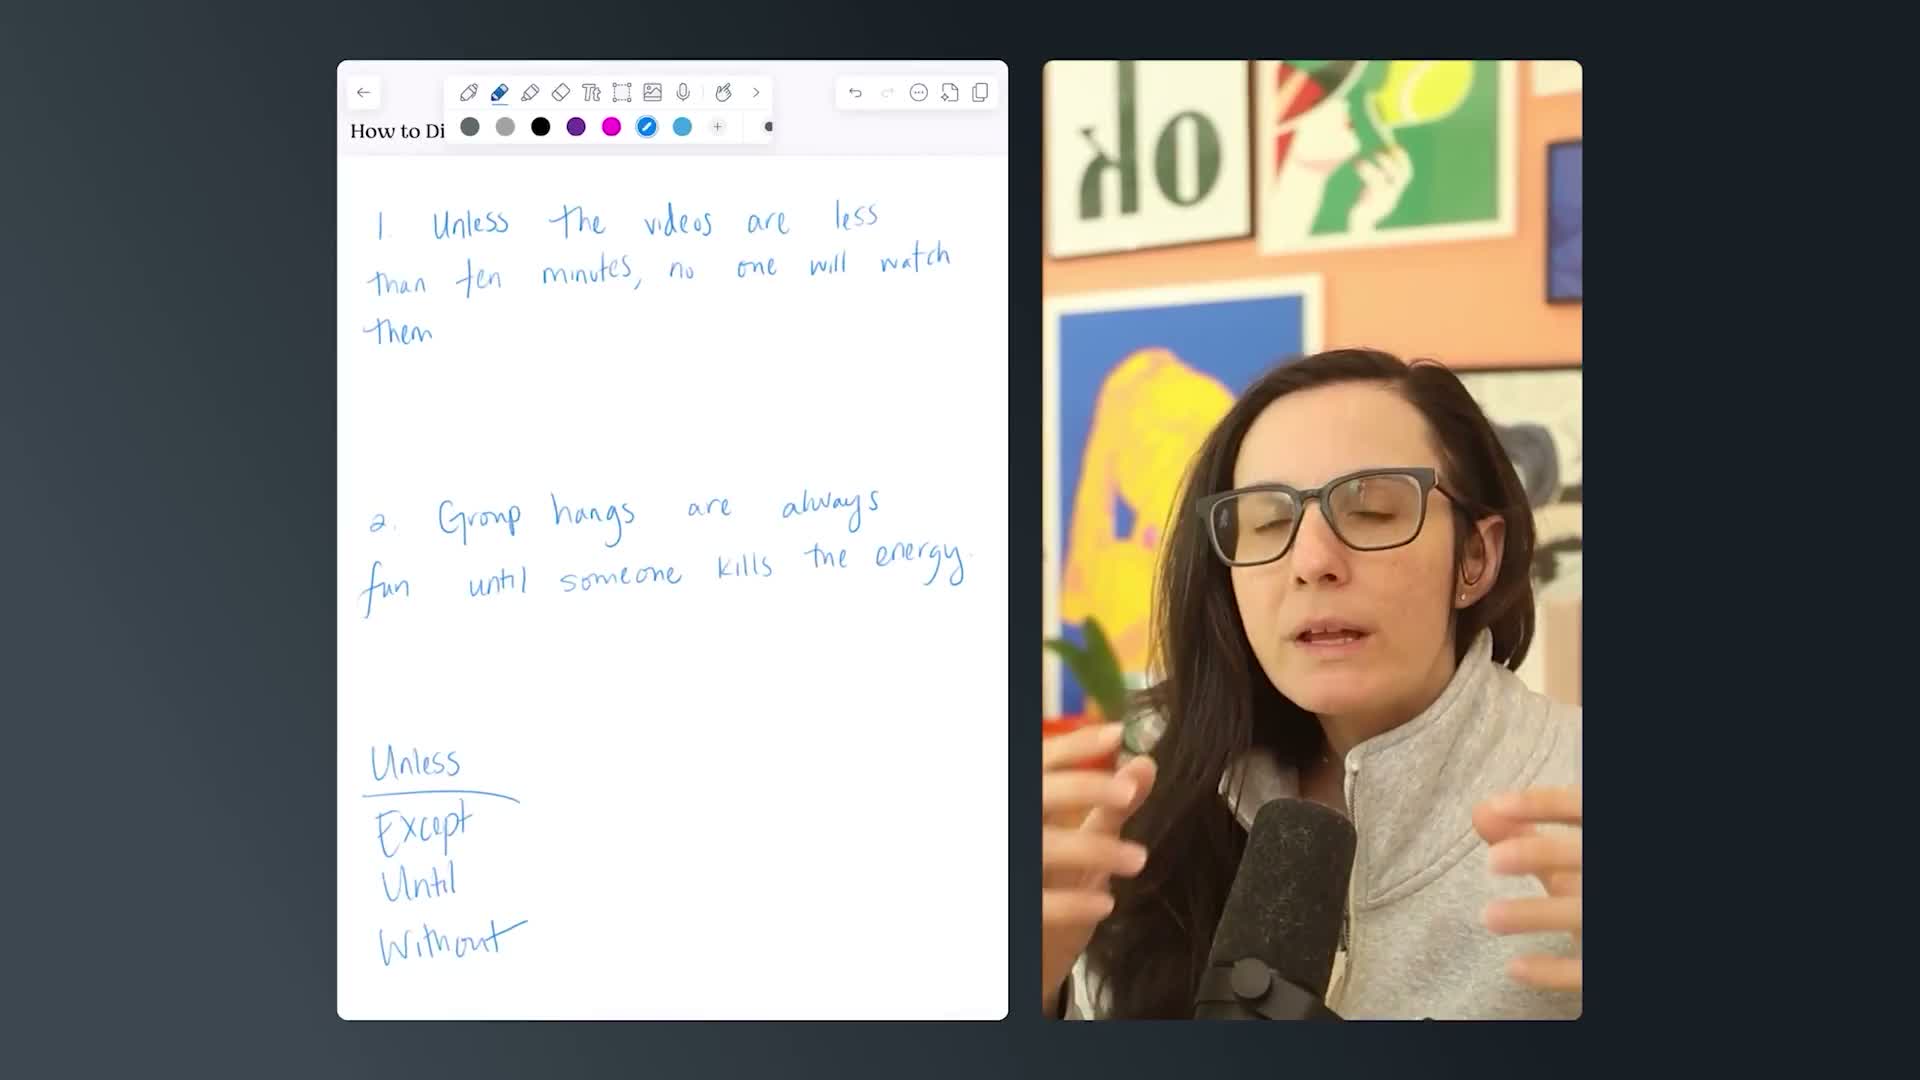 How to Di
Tt
1. Unless the videos are less
than ten minutes, no one will watch
them
2. Group hangs are always
fun until someone kills the energy.
Unless
Except
Until
Without
ok